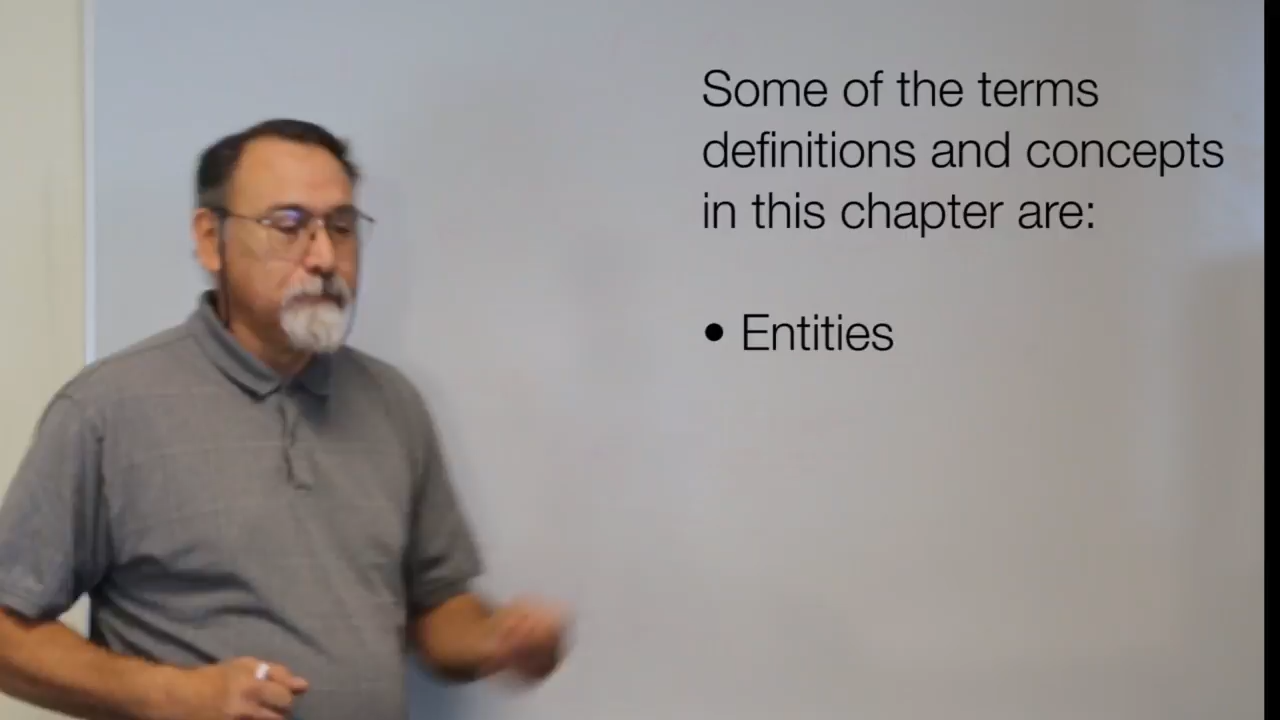 Some of the terms
definitions and concepts
in this chapter are:
• Entities